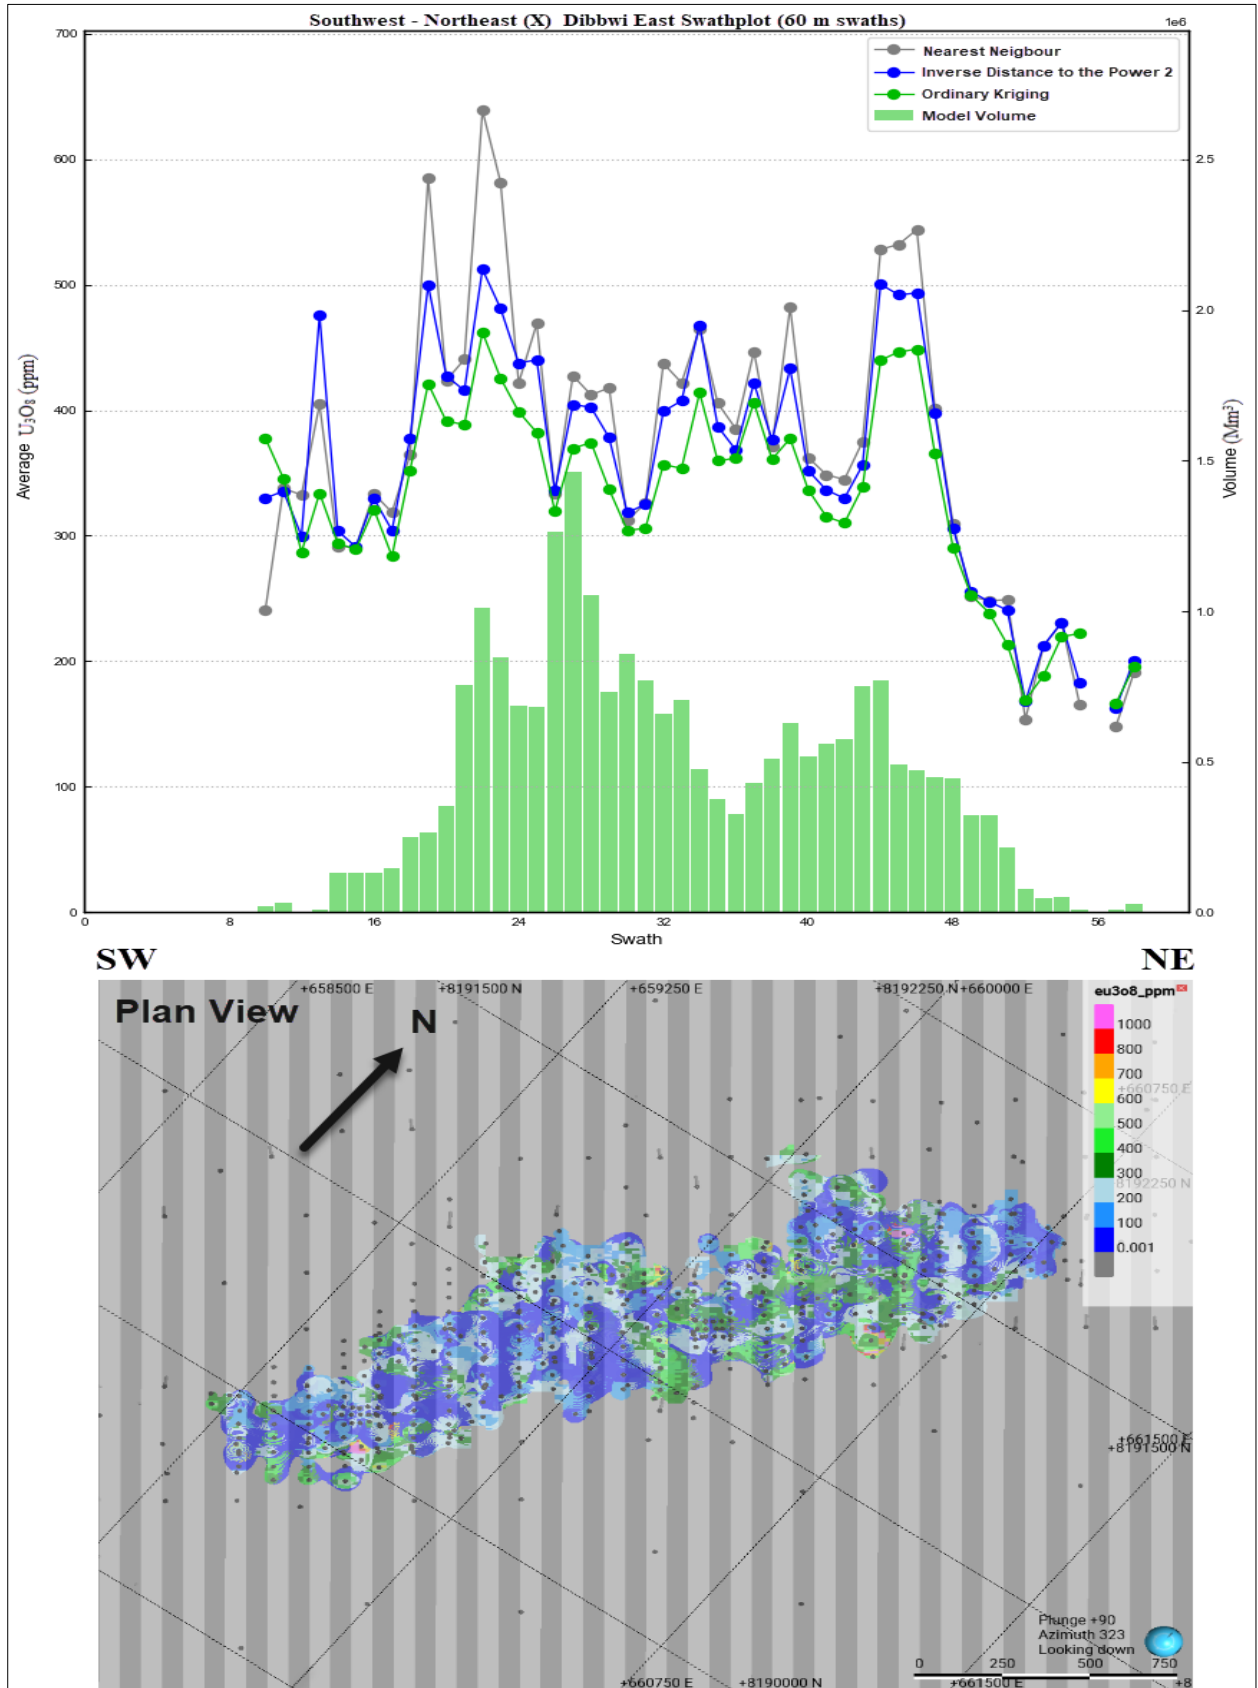 Southwest - Northeast (X) Dibbwi East Swathplot (60 m swaths)
1e6
700
600
500
400
300
200
100
0
Average U₃O₈ (ppm)
Nearest Neigbour
Inverse Distance to the Power 2
Ordinary Kriging
Model Volume
2.5
2.0
1.5
1.0
0.5
0.0
Volume (Mm³)
0 8 16 24 32 40 48 56
Swath
SW NE
Plan View
N
+658500 E +8191500 N +659250 E +8192250 N +660000 E
eu3o8_ppm
1000
800
700
600
500
400
300
200
100
0.001
+660750 E
8192250 N
+661500 E
+8191500 N
Plunge +90
Azimuth 323
Looking down
0 250 500 750
+660750 E +8190000 N +661500 E +8